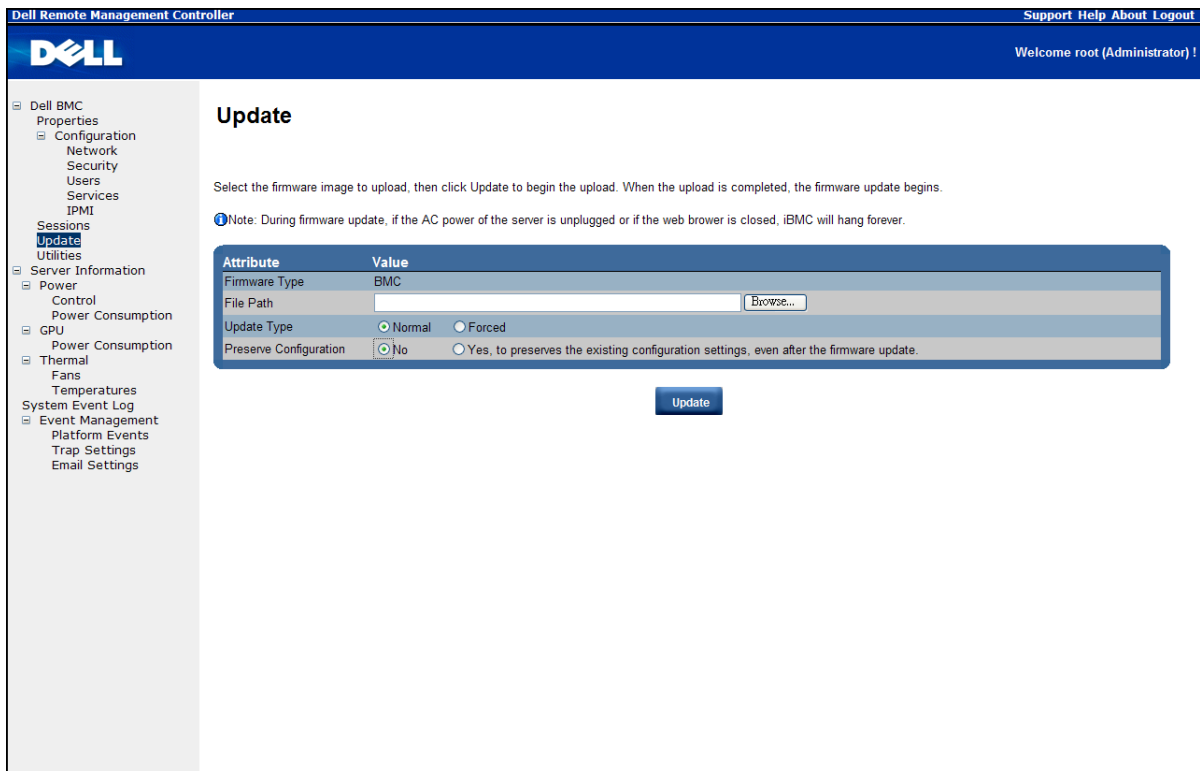 Dell Remote Management Controller
Support Help About Logout
DELL
Welcome root (Administrator) !
Dell BMC
Properties
Configuration
Network
Security
Users
Services
IPMI
Sessions
Update
Utilities
Server Information
Power
Control
Power Consumption
GPU
Power Consumption
Thermal
Fans
Temperatures
System Event Log
Event Management
Platform Events
Trap Settings
Email Settings
Update
Select the firmware image to upload, then click Update to begin the upload. When the upload is completed, the firmware update begins.
Note: During firmware update, if the AC power of the server is unplugged or if the web brower is closed, iBMC will hang forever.
Attribute Value
Firmware Type BMC
File Path Browse...
Update Type Normal Forced
Preserve Configuration No Yes, to preserves the existing configuration settings, even after the firmware update.
Update